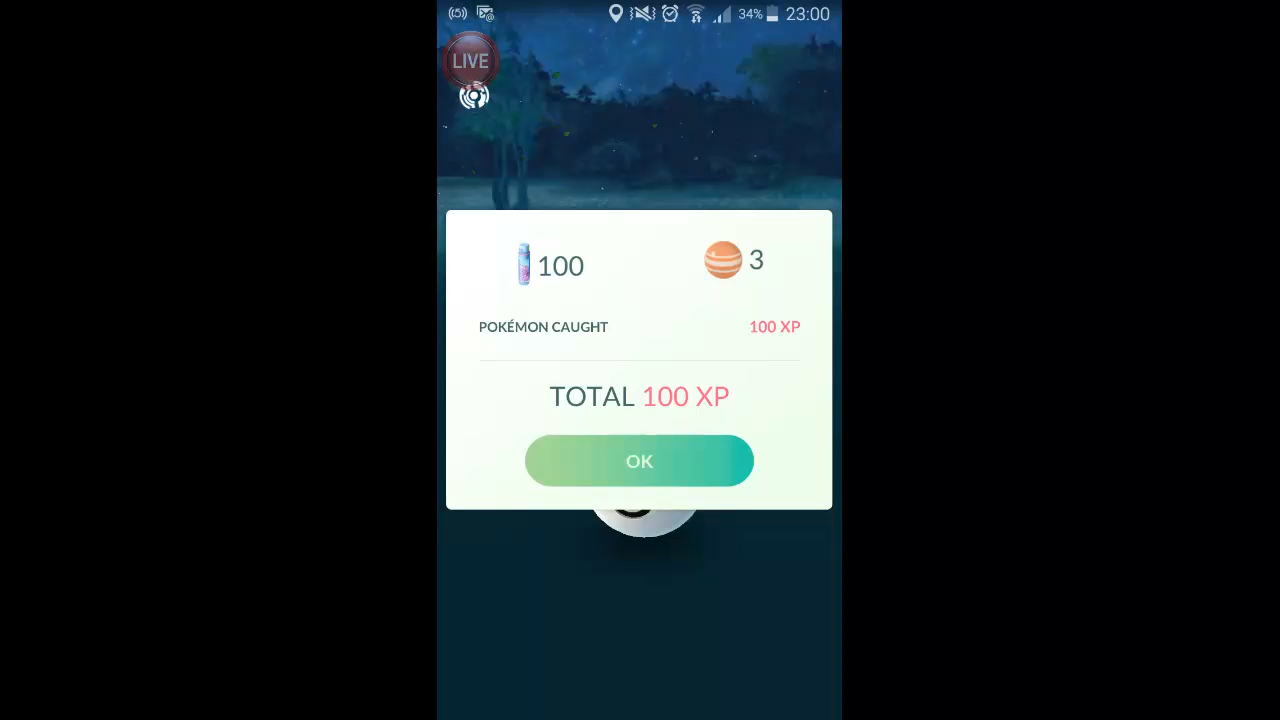 34% 23:00
LIVE
100 3
POKÉMON CAUGHT 100 XP
TOTAL 100 XP
OK